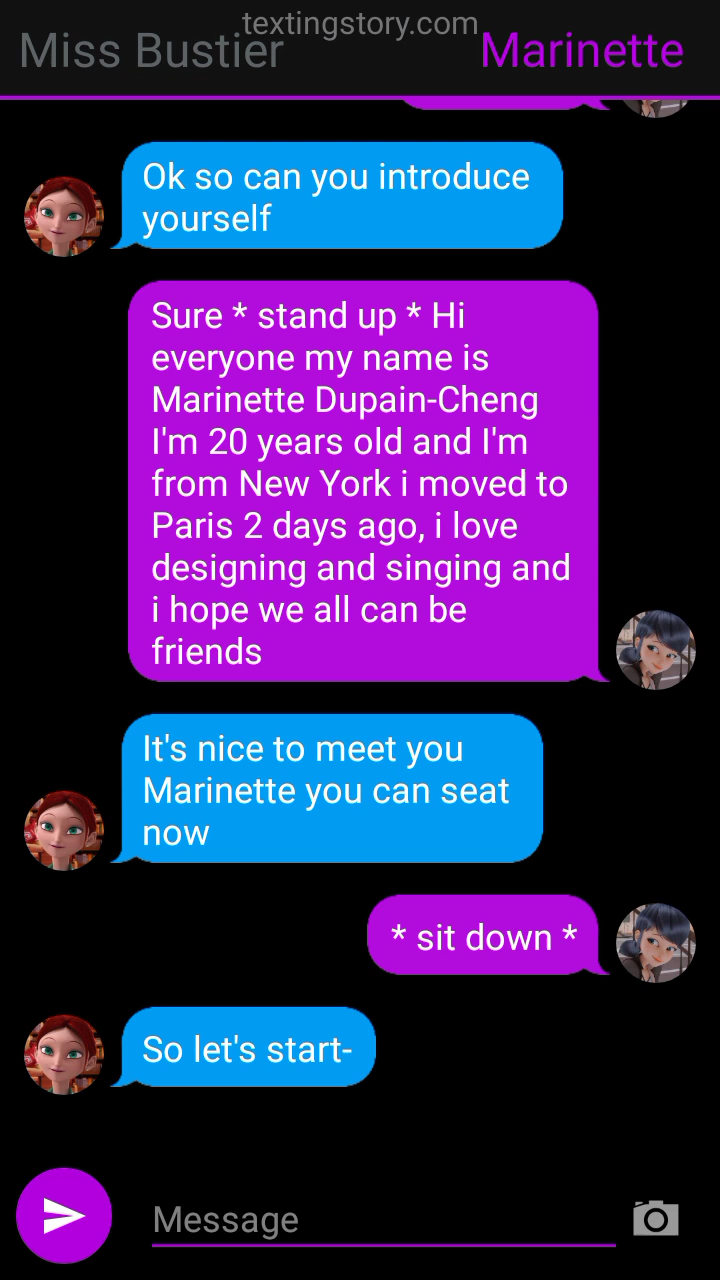 textingstory.com
Miss Bustier
Marinette
Ok so can you introduce
yourself
Sure * stand up * Hi
everyone my name is
Marinette Dupain-Cheng
I'm 20 years old and I'm
from New York i moved to
Paris 2 days ago, i love
designing and singing and
i hope we all can be
friends
It's nice to meet you
Marinette you can seat
now
* sit down *
So let's start-
Message